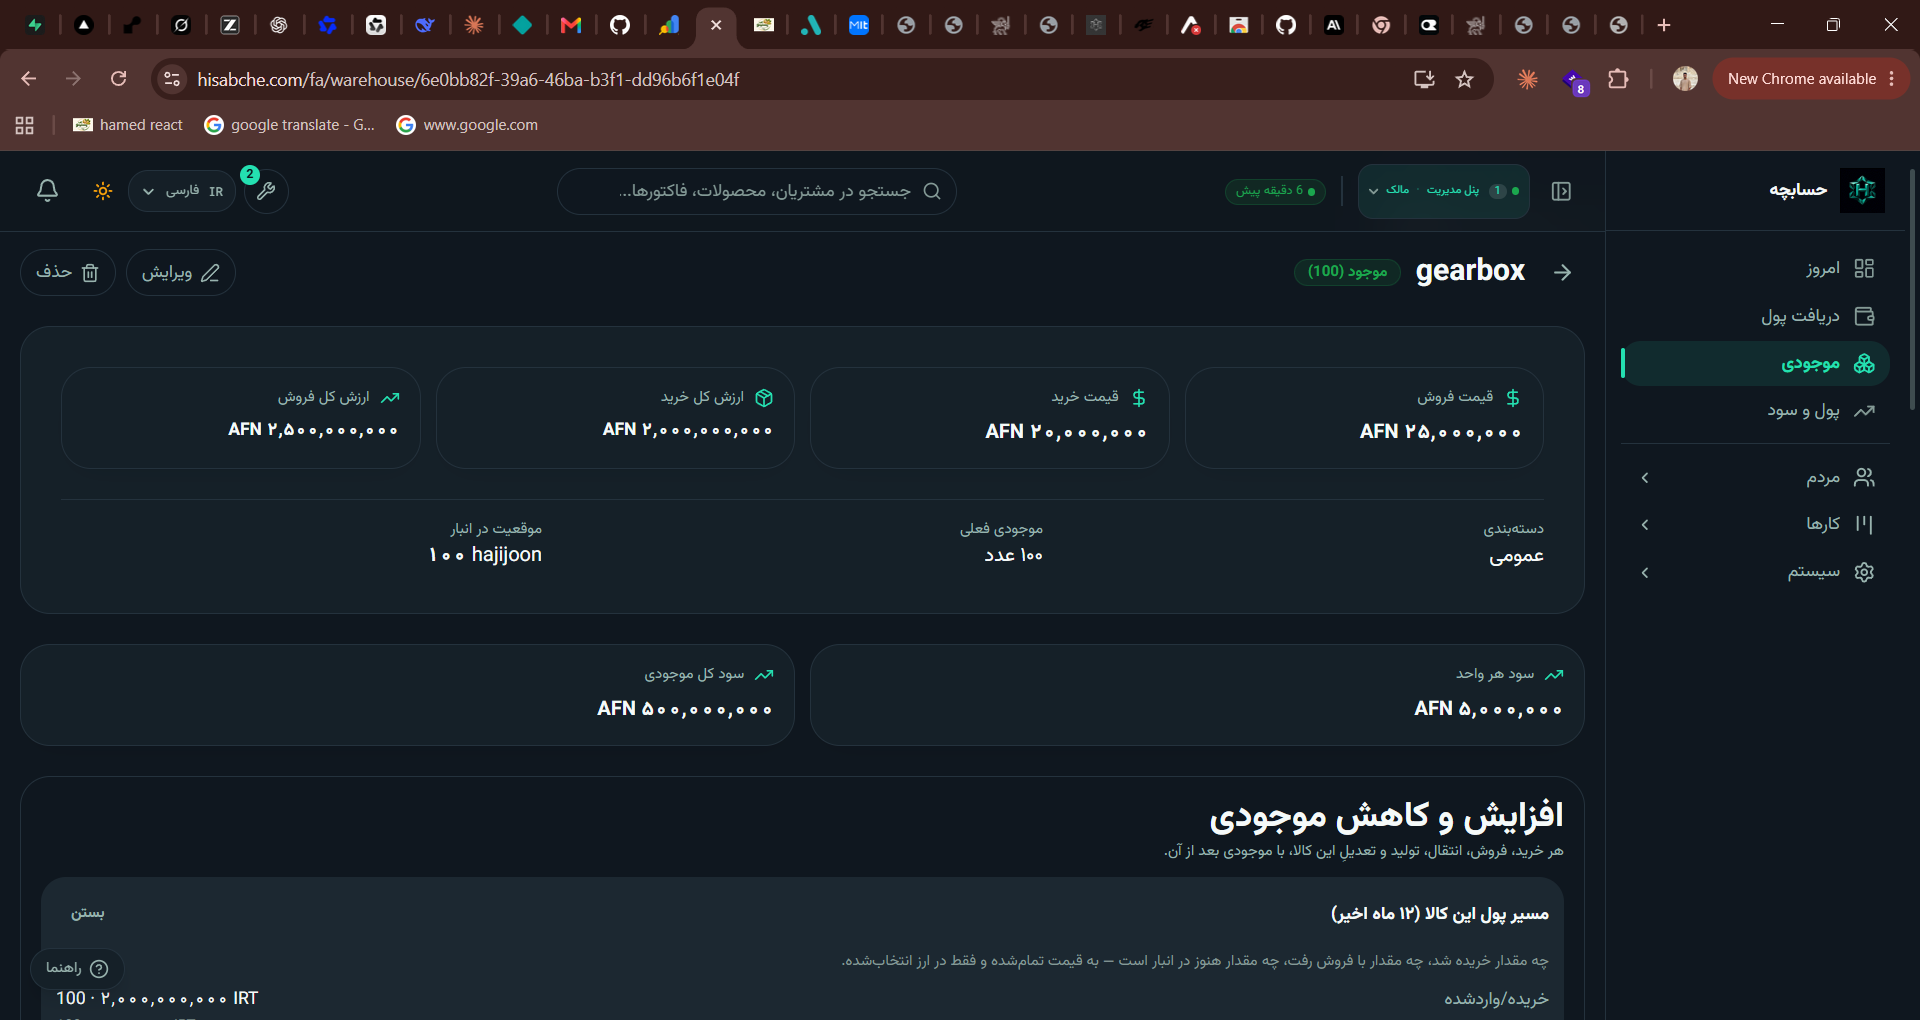 hisabche.com/fa/warehouse/6e0bb82f-39a6-46ba-b3f1-dd96b6f1e04f
8
New Chrome available
hamed react
google translate - G...
www.google.com
حسابچه
پنل مدیریت · مالک
1
6 دقیقه پیش
جستجو در مشتریان، محصولات، فاکتورها...
2
IR فارسی
امروز
دریافت پول
موجودی
پول و سود
مردم
کارها
سیستم
gearbox
موجود (100)
ویرایش
حذف
قیمت فروش
AFN ۲۵,۰۰۰,۰۰۰
قیمت خرید
AFN ۲۰,۰۰۰,۰۰۰
ارزش کل خرید
AFN ۲,۰۰۰,۰۰۰,۰۰۰
ارزش کل فروش
AFN ۲,۵۰۰,۰۰۰,۰۰۰
دسته‌بندی
عمومی
موجودی فعلی
۱۰۰ عدد
موقعیت در انبار
۱۰۰ hajijoon
سود هر واحد
AFN ۵,۰۰۰,۰۰۰
سود کل موجودی
AFN ۵۰۰,۰۰۰,۰۰۰
افزایش و کاهش موجودی
هر خرید، فروش، انتقال، تولید و تعدیلِ این کالا، با موجودی بعد از آن.
مسیر پول این کالا (۱۲ ماه اخیر)
بستن
چه مقدار خریده شد، چه مقدار با فروش رفت، چه مقدار هنوز در انبار است — به قیمت تمام‌شده و فقط در ارز انتخاب‌شده.
راهنما
خریده/واردشده
100 · ۲,۰۰۰,۰۰۰,۰۰۰ IRT